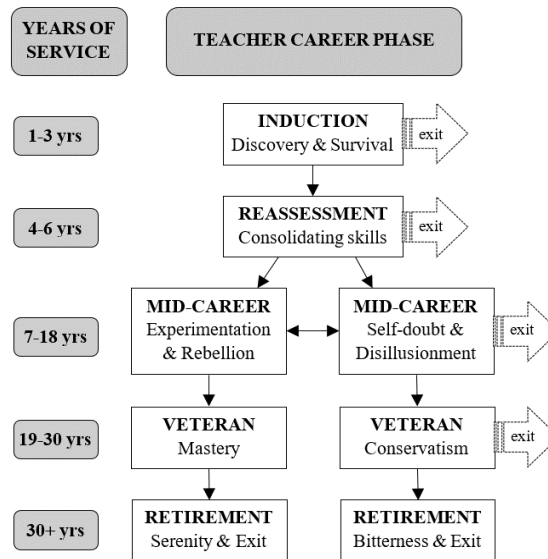 YEARS OF
SERVICE
TEACHER CAREER PHASE
1-3 yrs
INDUCTION
Discovery & Survival
exit
4-6 yrs
REASSESSMENT
Consolidating skills
exit
7-18 yrs
MID-CAREER
Experimentation
& Rebellion
MID-CAREER
Self-doubt &
Disillusionment
exit
19-30 yrs
VETERAN
Mastery
VETERAN
Conservatism
exit
30+ yrs
RETIREMENT
Serenity & Exit
RETIREMENT
Bitterness & Exit